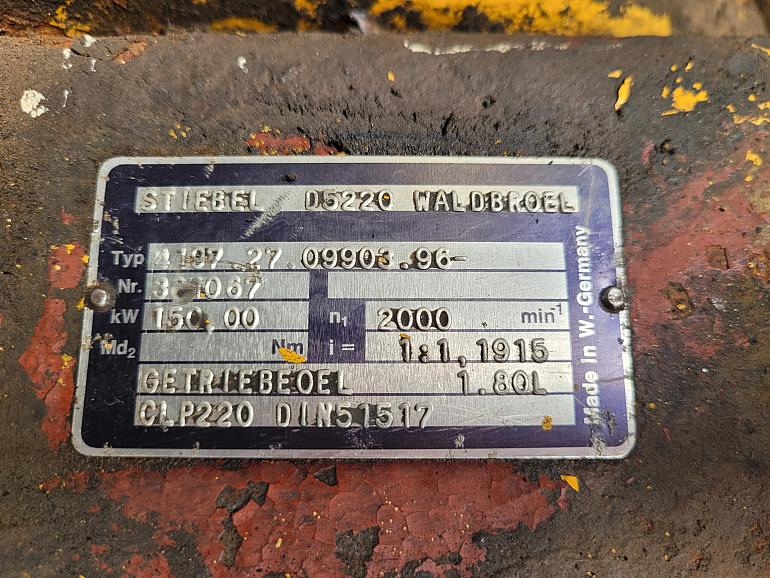 STIEBEL D5220 WALDBROEL
Typ 4197.27.09903.96-
Nr.
kW 150,00 n1 2000 min-1
Md2 Nm i = 1:1,1915
GETRIEBEOEL 1.80L
CLP220 DIN51517
Made in W.-Germany